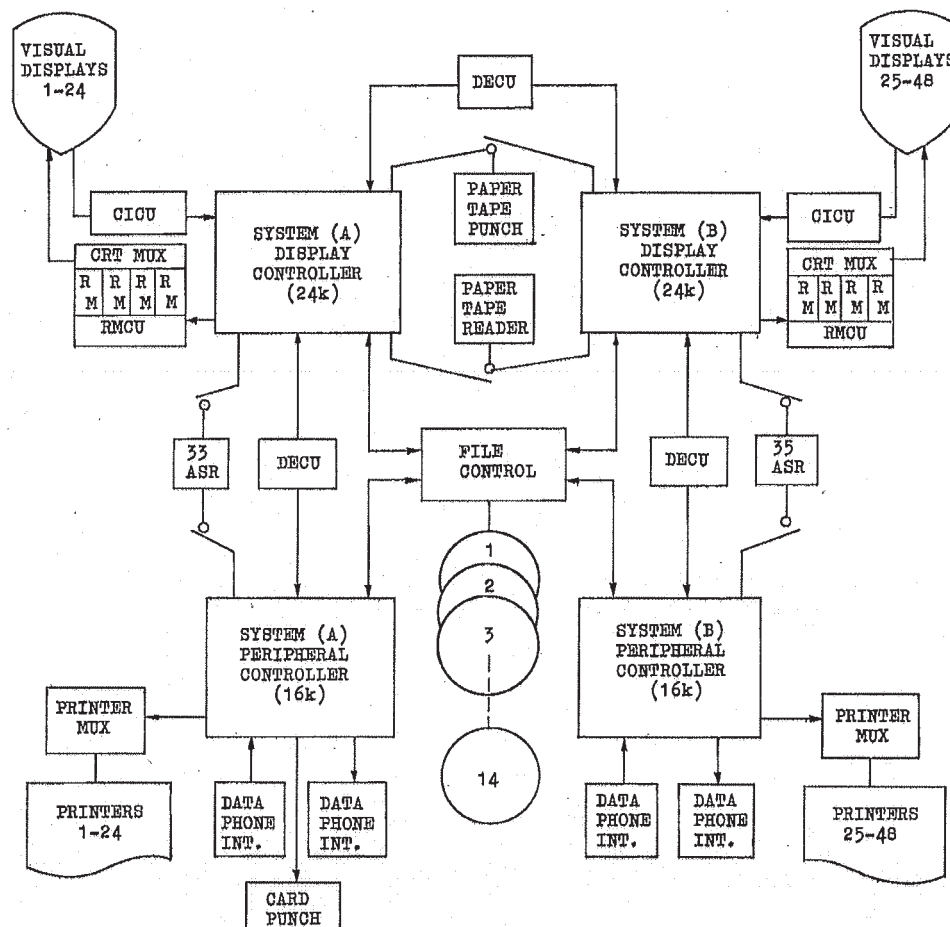 VISUAL
DISPLAYS
1-24
DECU
VISUAL
DISPLAYS
25-48
CICU
CRT MUX
R M R M R M R M
RMCU
SYSTEM (A)
DISPLAY
CONTROLLER
(24k)
PAPER
TAPE
PUNCH
PAPER
TAPE
READER
SYSTEM (B)
DISPLAY
CONTROLLER
(24k)
CICU
CRT MUX
R M R M R M R M
RMCU
33
ASR
DECU
FILE
CONTROL
DECU
35
ASR
1
2
3
14
SYSTEM (A)
PERIPHERAL
CONTROLLER
(16k)
SYSTEM (B)
PERIPHERAL
CONTROLLER
(16k)
PRINTER
MUX
PRINTERS
1-24
DATA
PHONE
INT.
DATA
PHONE
INT.
CARD
PUNCH
DATA
PHONE
INT.
DATA
PHONE
INT.
PRINTER
MUX
PRINTERS
25-48